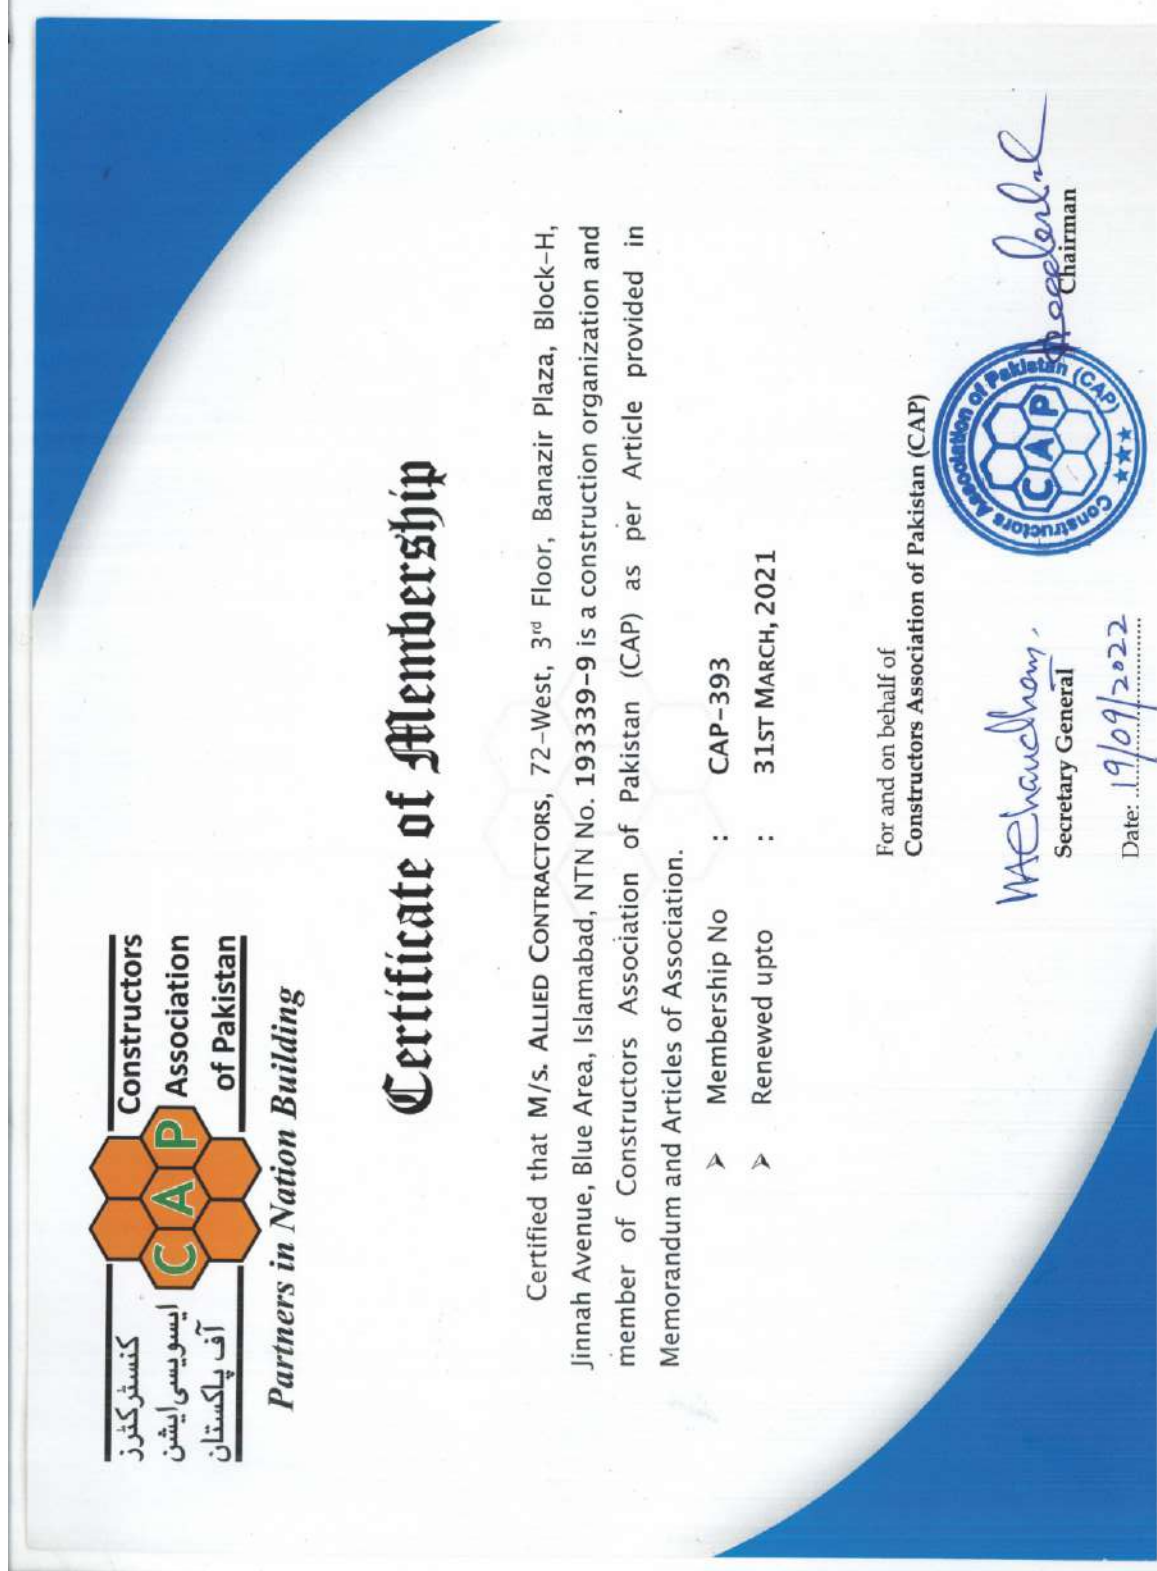 کنسٹرکٹرز
ایسویسی ایشن
آف پاکستان
CAP
Constructors
Association
of Pakistan
Partners in Nation Building
Certificate of Membership
Certified that M/s. ALLIED CONTRACTORS, 72-West, 3rd Floor, Banazir Plaza, Block-H,
Jinnah Avenue, Blue Area, Islamabad, NTN No. 193339-9 is a construction organization and
member of Constructors Association of Pakistan (CAP) as per Article provided in
Memorandum and Articles of Association.
➢ Membership No : CAP-393
➢ Renewed upto : 31ST MARCH, 2021
For and on behalf of
Constructors Association of Pakistan (CAP)
Secretary General
Date: 19/09/2022
Constructors Association of Pakistan (CAP)
CAP
★★★
Chairman